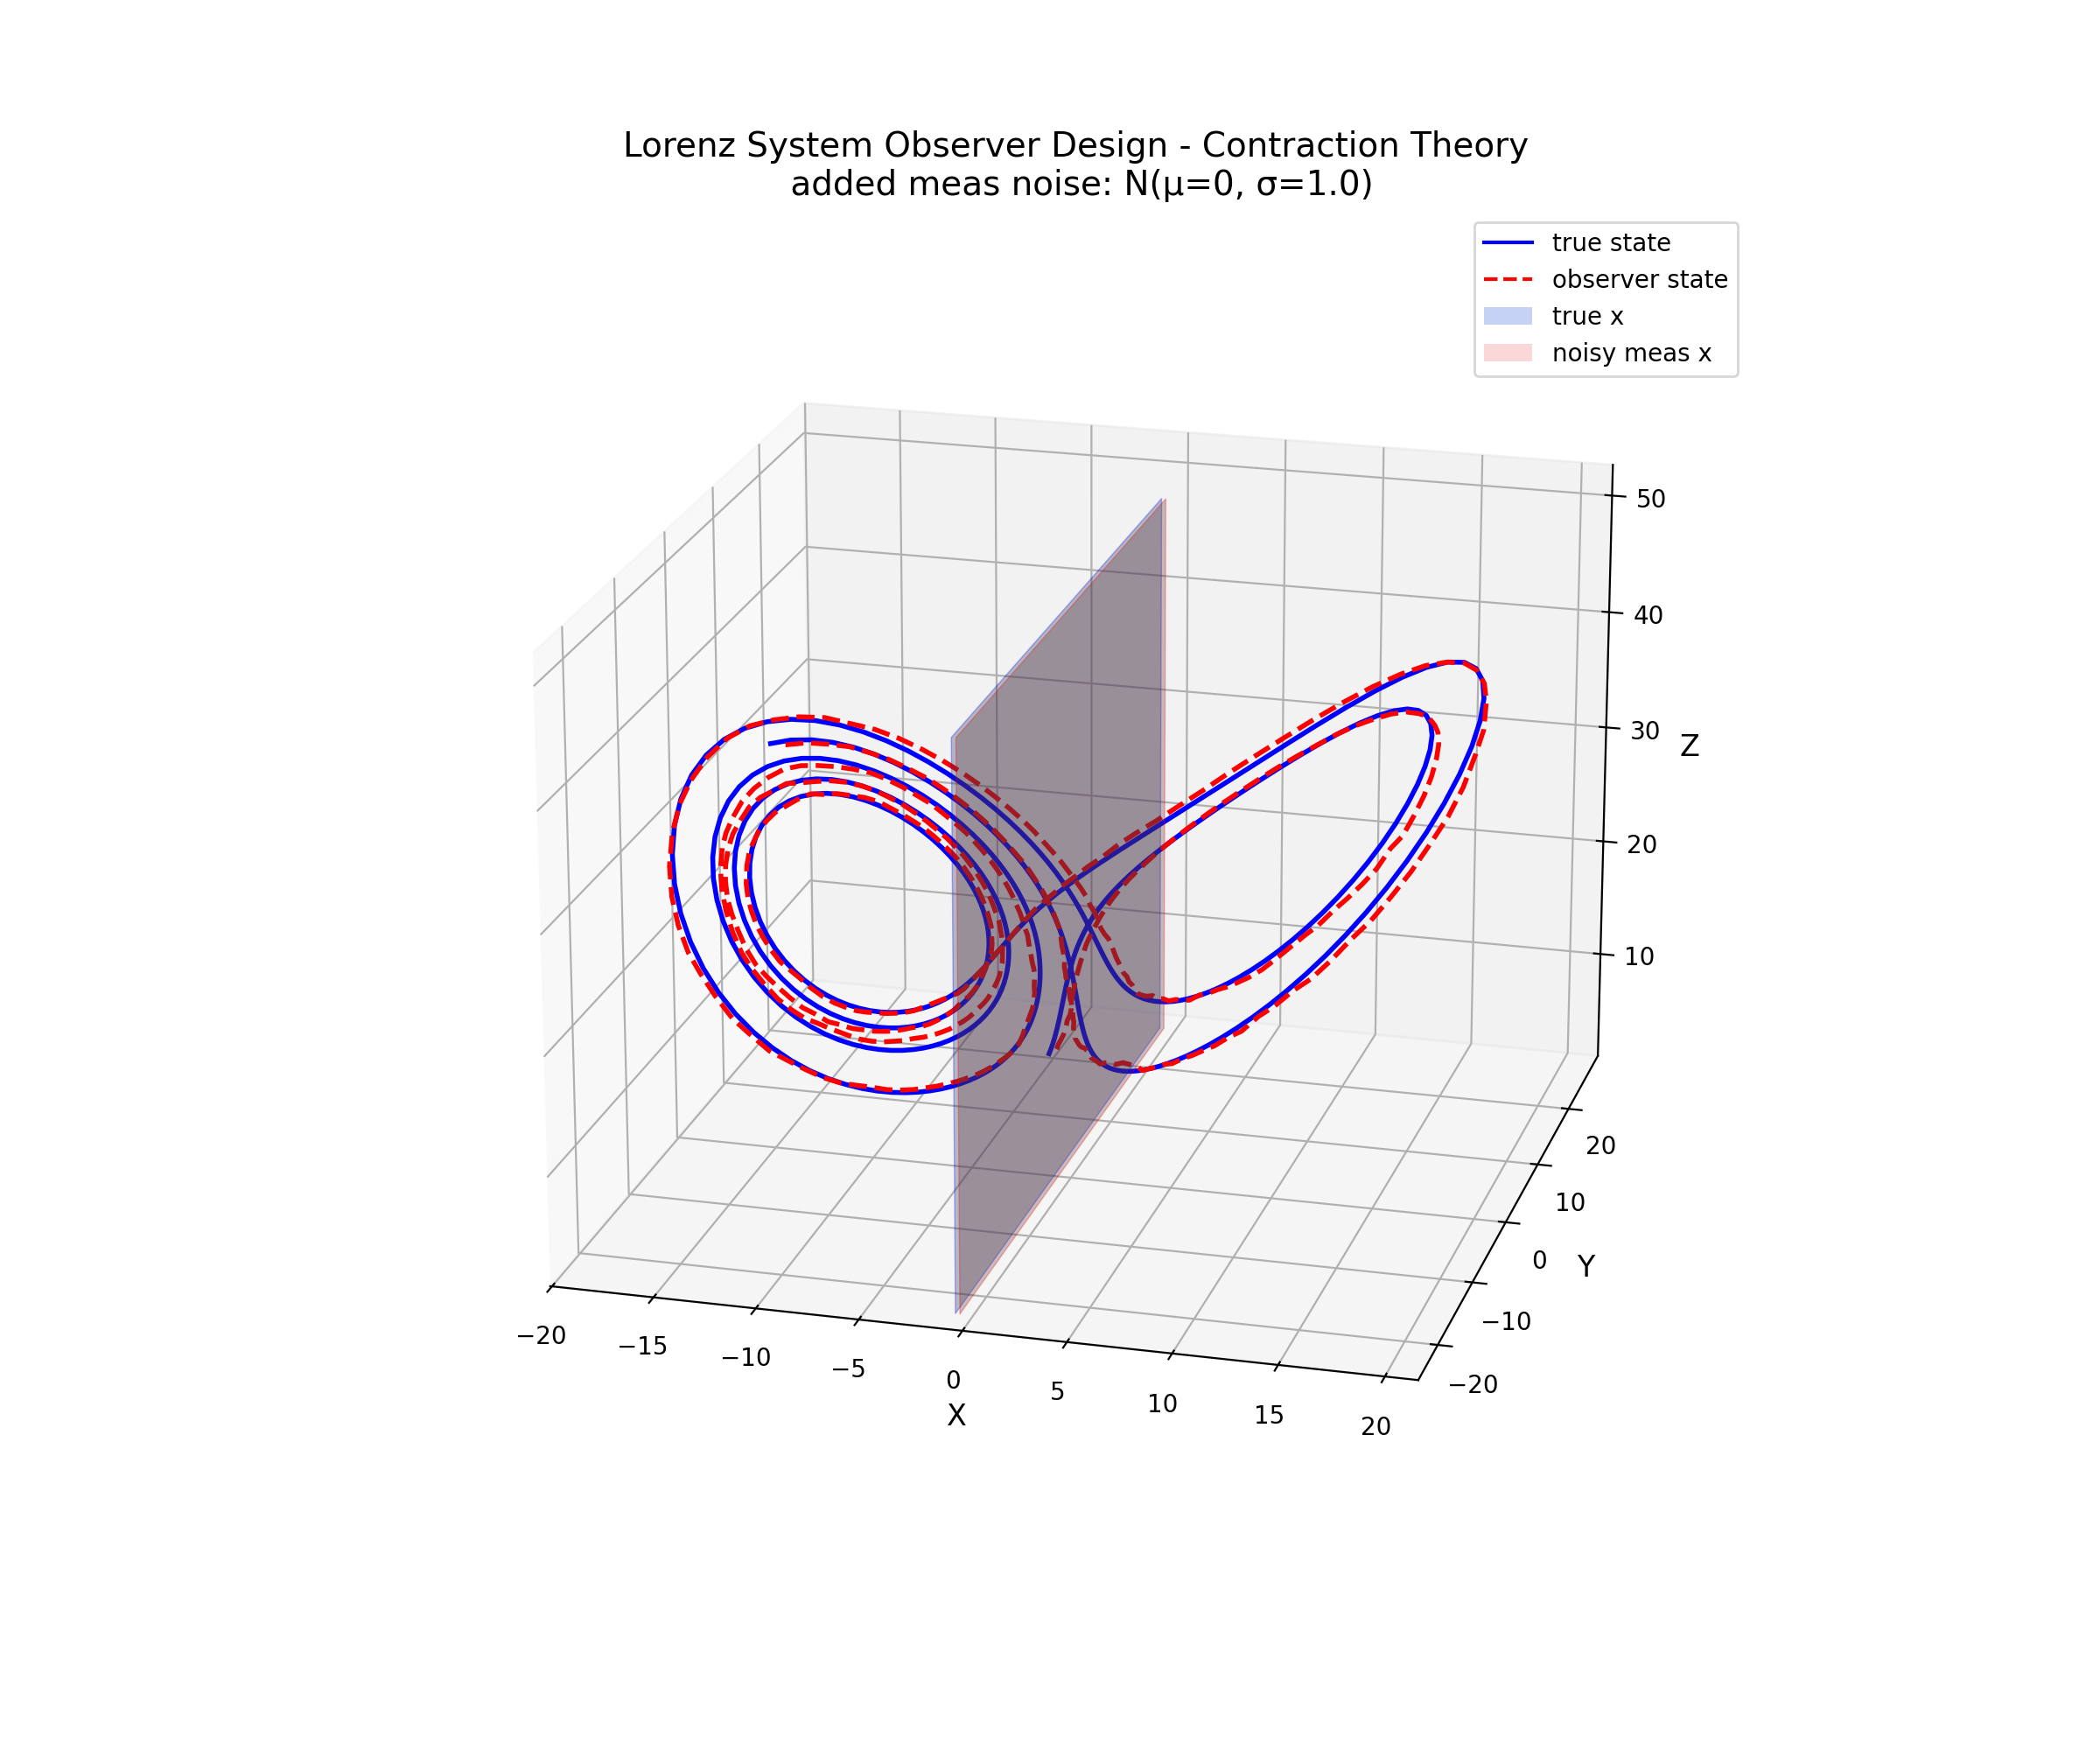 Lorenz System Observer Design - Contraction Theory
added meas noise: N(μ=0, σ=1.0)
true state
observer state
true x
noisy meas x
50
40
30
20
10
Z
20
10
0
−10
−20
Y
−20
−15
−10
−5
0
5
10
15
20
X